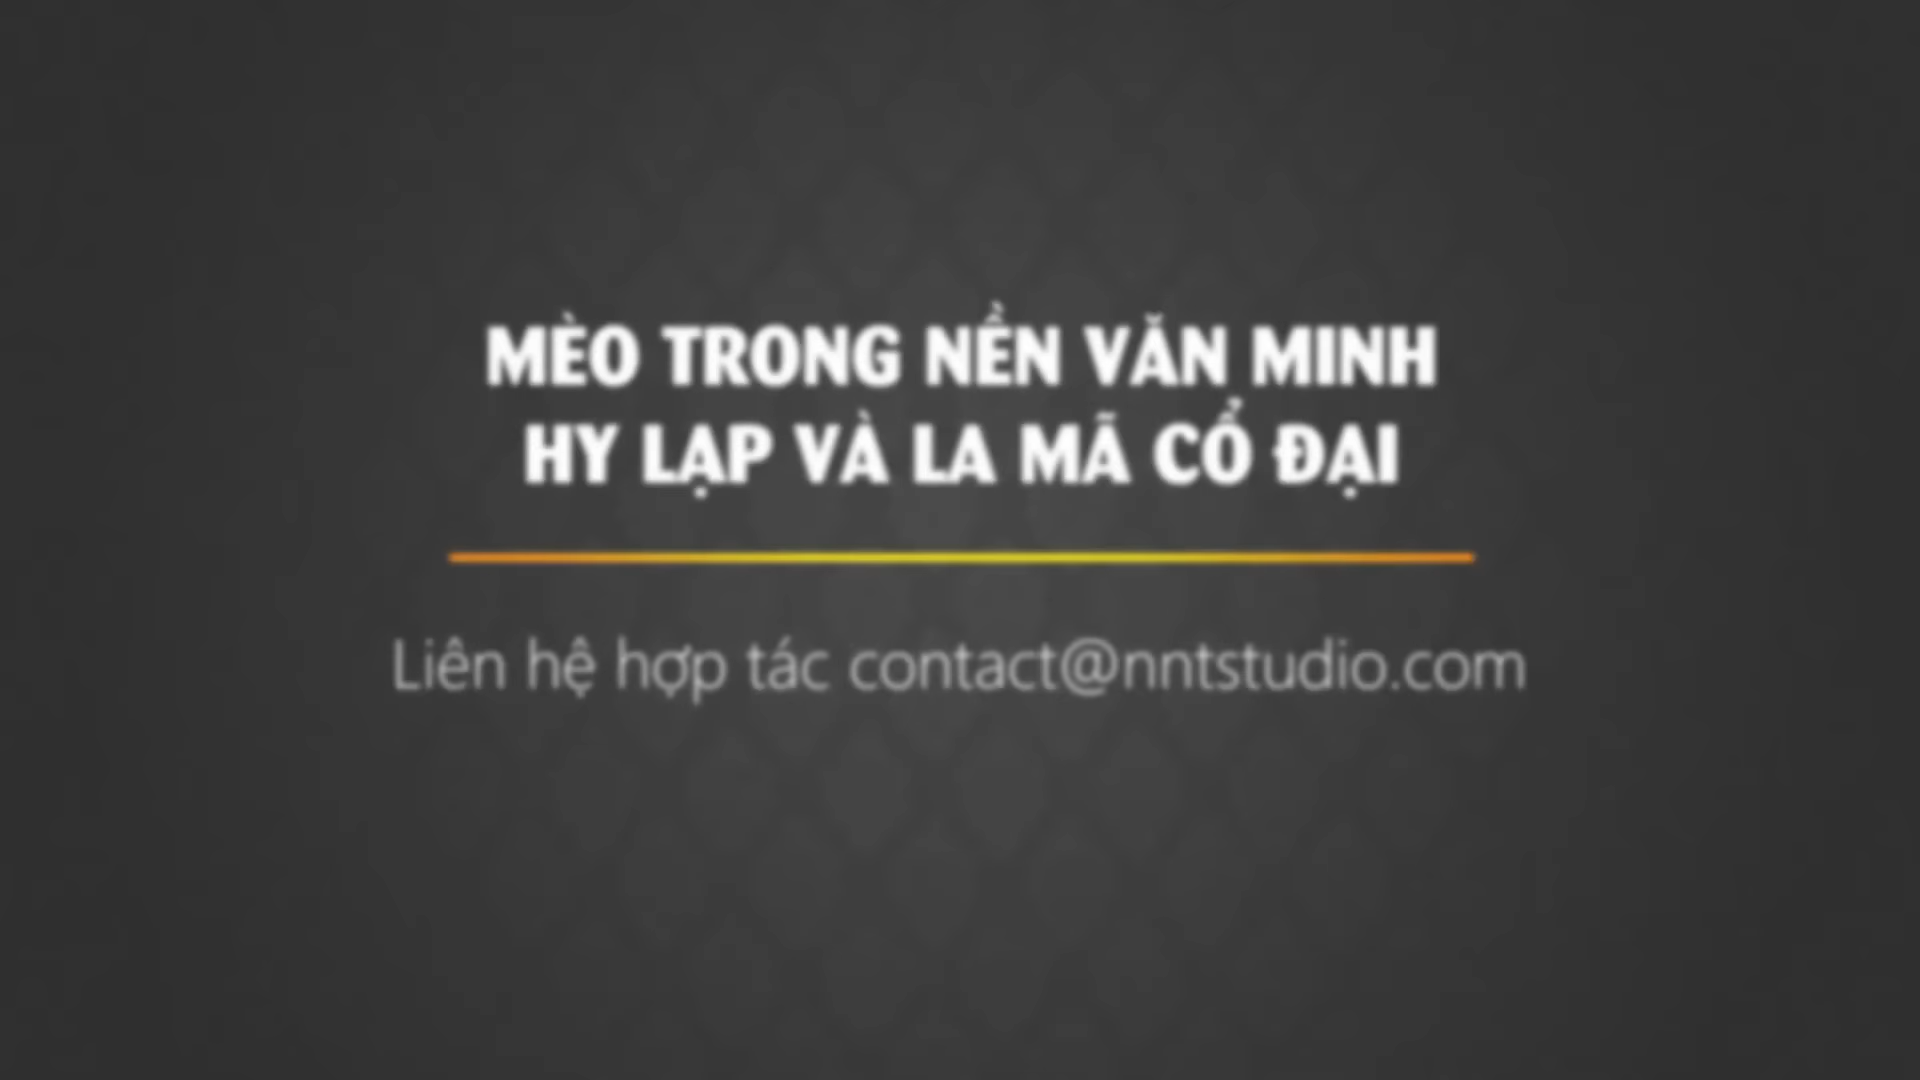 MÈO TRONG NỀN VĂN MINH
HY LẠP VÀ LA MÃ CỔ ĐẠI
Liên hệ hợp tác contact@nntstudio.com